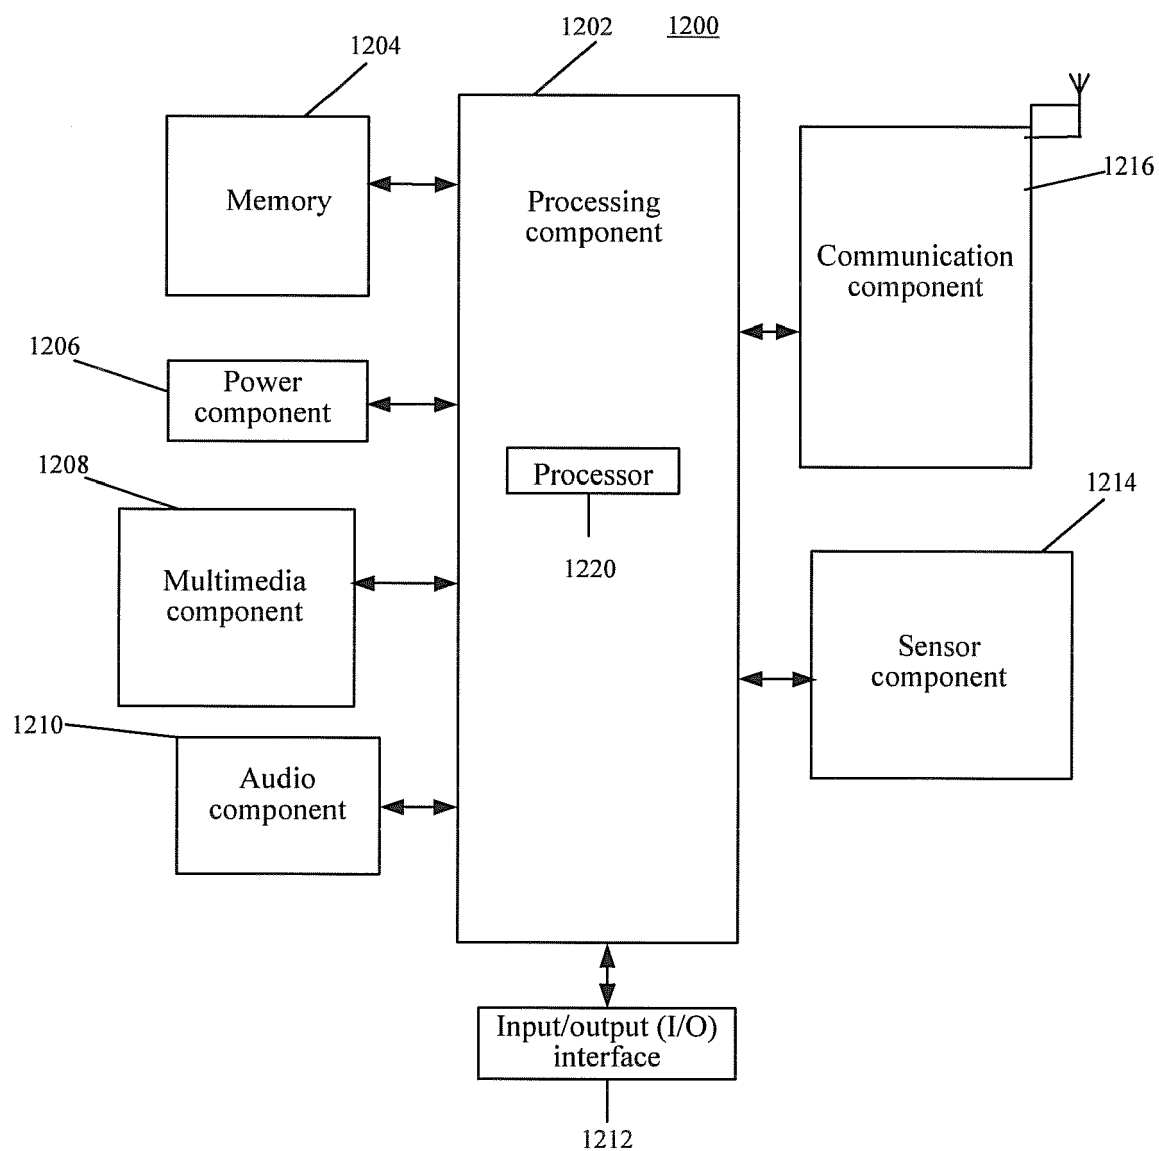 1202
1200
1204
Memory
Processing
component
1216
Communication
component
1206
Power
component
1208
Processor
1220
1214
Multimedia
component
Sensor
component
1210
Audio
component
Input/output (I/O)
interface
1212